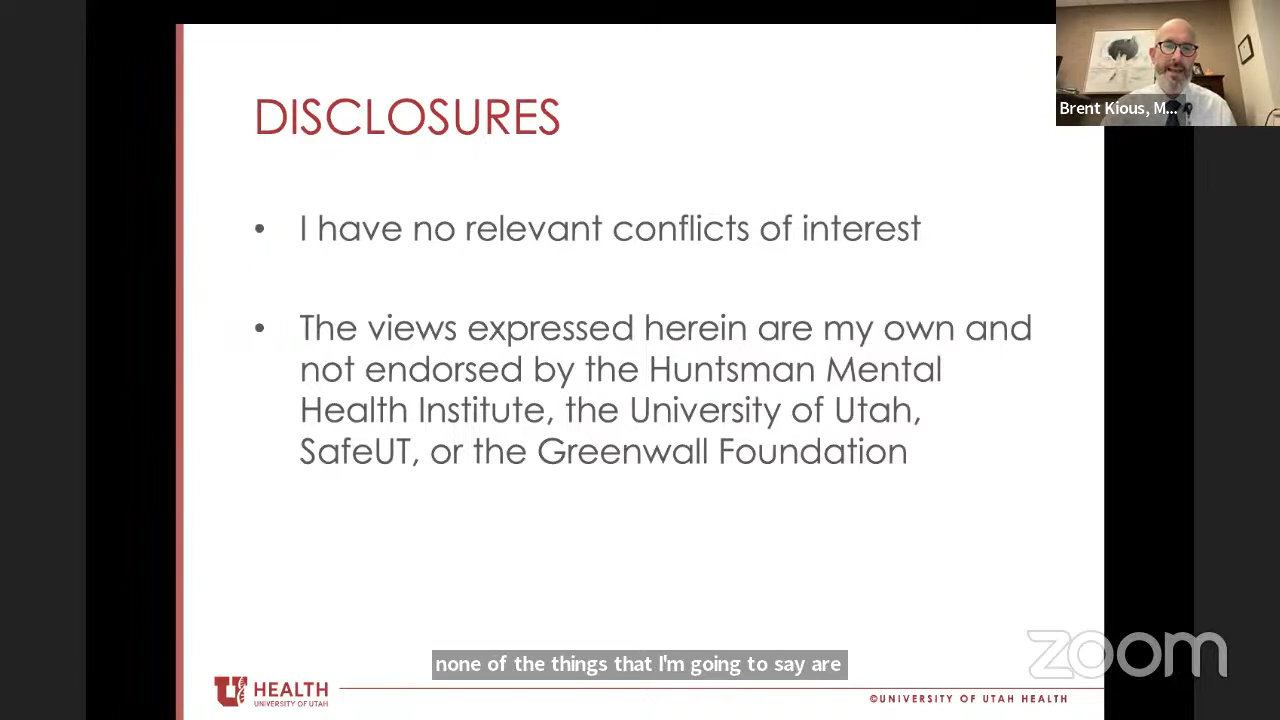 Brent Kious, M...
DISCLOSURES
• I have no relevant conflicts of interest
• The views expressed herein are my own and
not endorsed by the Huntsman Mental
Health Institute, the University of Utah,
SafeUT, or the Greenwall Foundation
none of the things that I'm going to say are
zoom
U HEALTH
UNIVERSITY OF UTAH
©UNIVERSITY OF UTAH HEALTH